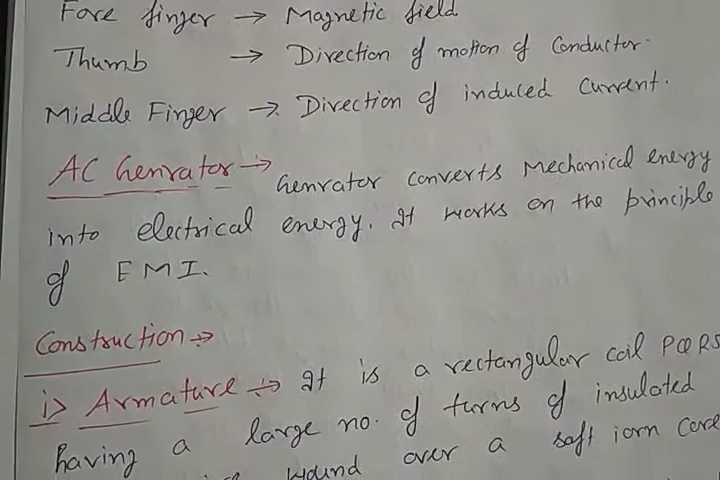 Fore finger → Magnetic field
Thumb → Direction of motion of Conductor.
Middle Finger → Direction of induced Current.
AC Genrator → Genrator converts Mechanical energy
into electrical energy. It works on the principle
of EMI.
Construction →
i> Armature → It is a rectangular coil PQRS
having a large no. of turns of insulated
wound over a soft iorn Core